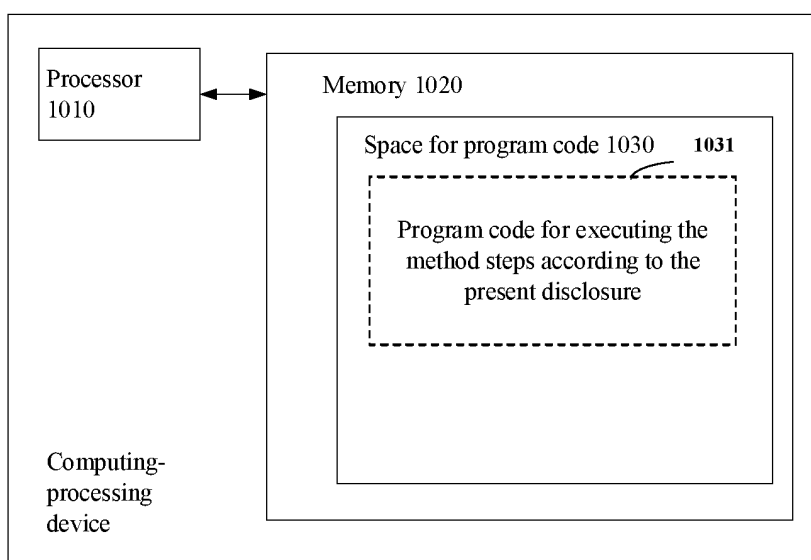 Processor
1010
Memory 1020
Space for program code 1030
1031
Program code for executing the
method steps according to the
present disclosure
Computing-
processing
device